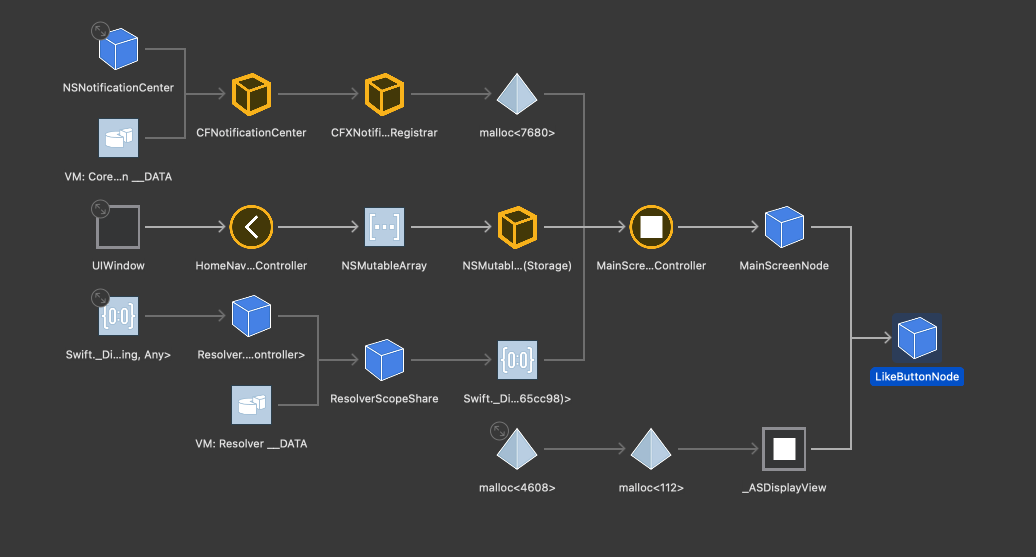 NSNotificationCenter
CFNotificationCenter
CFXNotifi...Registrar
malloc<7680>
VM: Core...n __DATA
UIWindow
HomeNav...Controller
NSMutableArray
NSMutabl...(Storage)
MainScre...Controller
MainScreenNode
{0:0}
Swift._Di...ing, Any>
Resolver....ontroller>
{0:0}
ResolverScopeShare
Swift._Di...65cc98)>
LikeButtonNode
VM: Resolver __DATA
malloc<4608>
malloc<112>
_ASDisplayView